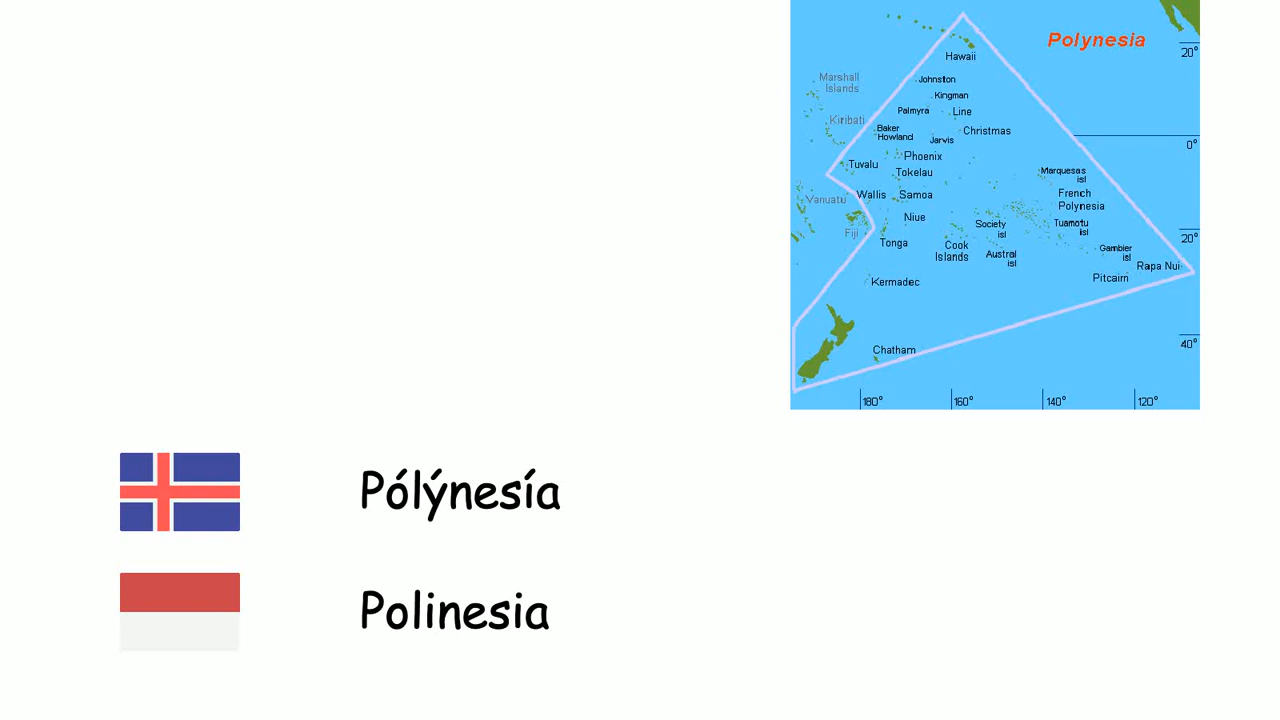 Polynesia
20°
Hawaii
Marshall
Islands
Johnston
Kingman
Palmyra
Line
Kiribati
Baker
Howland
Christmas
Jarvis
0°
Phoenix
Tuvalu
Tokelau
Marquesas
isl
Wallis
Samoa
French
Polynesia
Vanuatu
Niue
Society
isl
Tuamotu
isl
Fiji
20°
Tonga
Cook
Islands
Austral
isl
Gambier
isl
Rapa Nui
Pitcairn
Kermadec
40°
Chatham
180°
160°
140°
120°
Pólýnesía
Polinesia